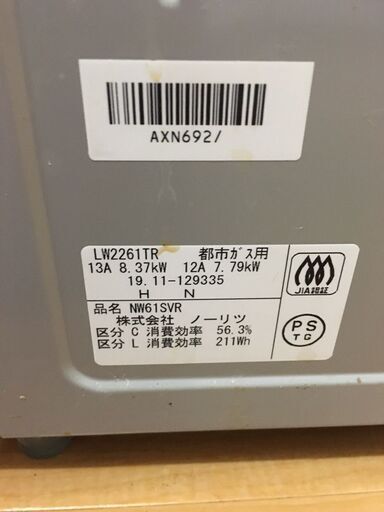 AXN692/
LW2261TR 都市ガス用
13A 8.37kW 12A 7.79kW
19.11-129335
H N
品名 NW61SVR
株式会社 ノーリツ
区分 C 消費効率 56.3%
区分 L 消費効率 211Wh
JIA認証
PS
TG